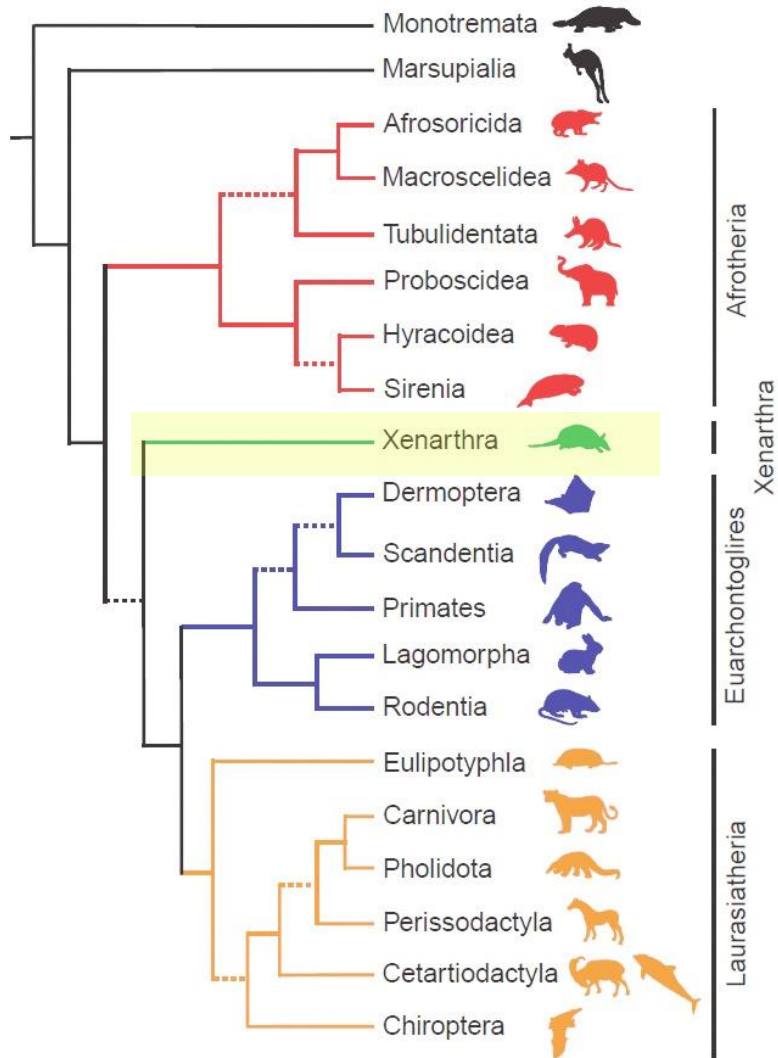 Monotremata
Marsupialia
Afrosoricida
Macroscelidea
Tubulidentata
Proboscidea
Hyracoidea
Sirenia
Afrotheria
Xenarthra
Xenarthra
Dermoptera
Scandentia
Primates
Lagomorpha
Rodentia
Euarchontoglires
Eulipotyphla
Carnivora
Pholidota
Perissodactyla
Cetartiodactyla
Chiroptera
Laurasiatheria